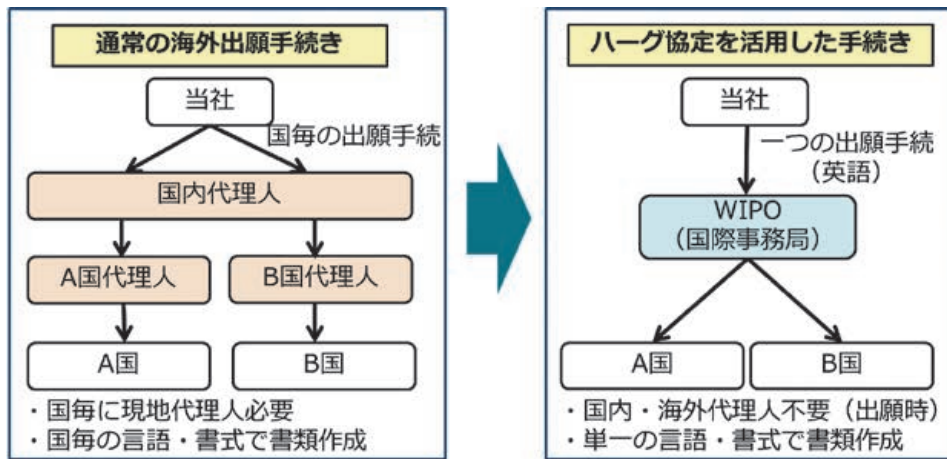 通常の海外出願手続き
当社
国毎の出願手続
国内代理人
A国代理人
B国代理人
A国
B国
・国毎に現地代理人必要
・国毎の言語・書式で書類作成
ハーグ協定を活用した手続き
当社
一つの出願手続
（英語）
WIPO
（国際事務局）
A国
B国
・国内・海外代理人不要（出願時）
・単一の言語・書式で書類作成